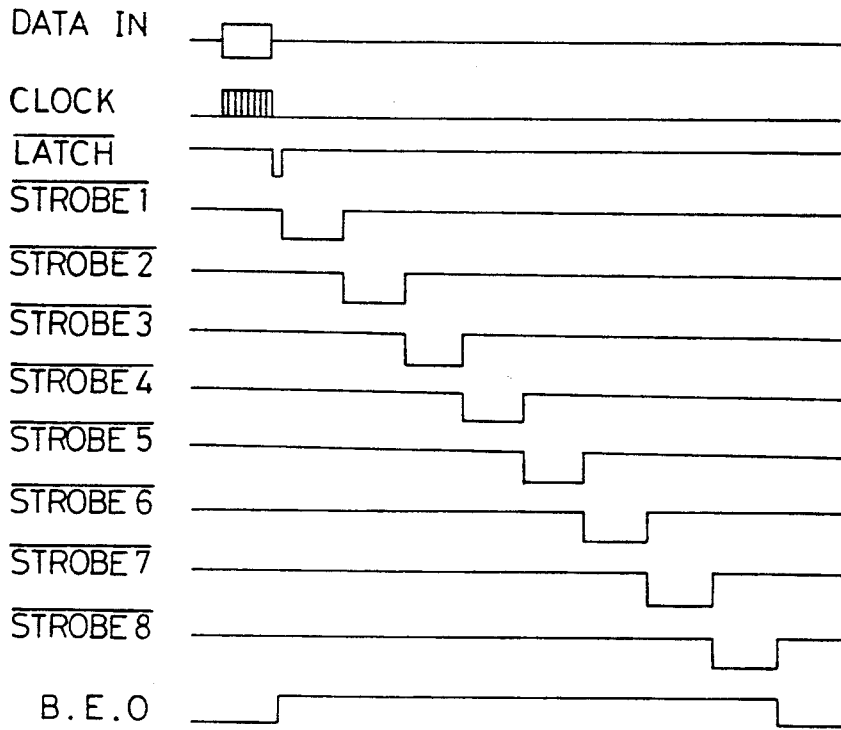 DATA IN
CLOCK
LATCH
STROBE 1
STROBE 2
STROBE 3
STROBE 4
STROBE 5
STROBE 6
STROBE 7
STROBE 8
B.E.O